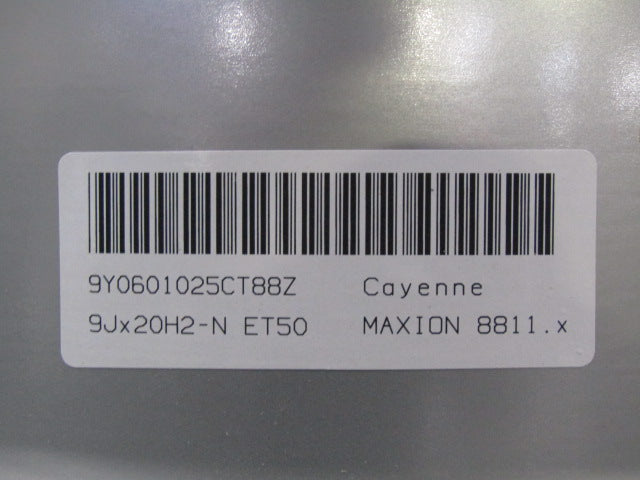 9Y0601025CT88Z Cayenne
9Jx20H2-N ET50 MAXION 8811.x